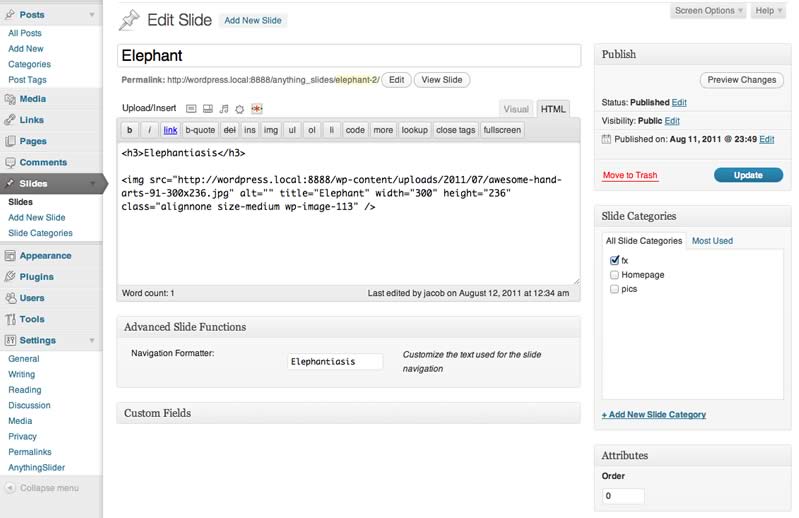 Posts
All Posts
Add New
Categories
Post Tags
Media
Links
Pages
Comments
Slides
Slides
Add New Slide
Slide Categories
Appearance
Plugins
Users
Tools
Settings
General
Writing
Reading
Discussion
Media
Privacy
Permalinks
AnythingSlider
Collapse menu
Screen Options Help
Edit Slide Add New Slide
Elephant
Permalink: http://wordpress.local:8888/anything_slides/elephant-2/ Edit View Slide
Upload/Insert Visual HTML
b i link b-quote del ins img ul ol li code more lookup close tags fullscreen
<h3>Elephantiasis</h3>
<img src="http://wordpress.local:8888/wp-content/uploads/2011/07/awesome-hand-
arts-91-300x236.jpg" alt="" title="Elephant" width="300" height="236"
class="alignnone size-medium wp-image-113" />
Word count: 1 Last edited by jacob on August 12, 2011 at 12:34 am
Advanced Slide Functions
Navigation Formatter: Elephantiasis Customize the text used for the slide
navigation
Custom Fields
Publish
Preview Changes
Status: Published Edit
Visibility: Public Edit
Published on: Aug 11, 2011 @ 23:49 Edit
Move to Trash Update
Slide Categories
All Slide Categories Most Used
fx
Homepage
pics
+ Add New Slide Category
Attributes
Order
0